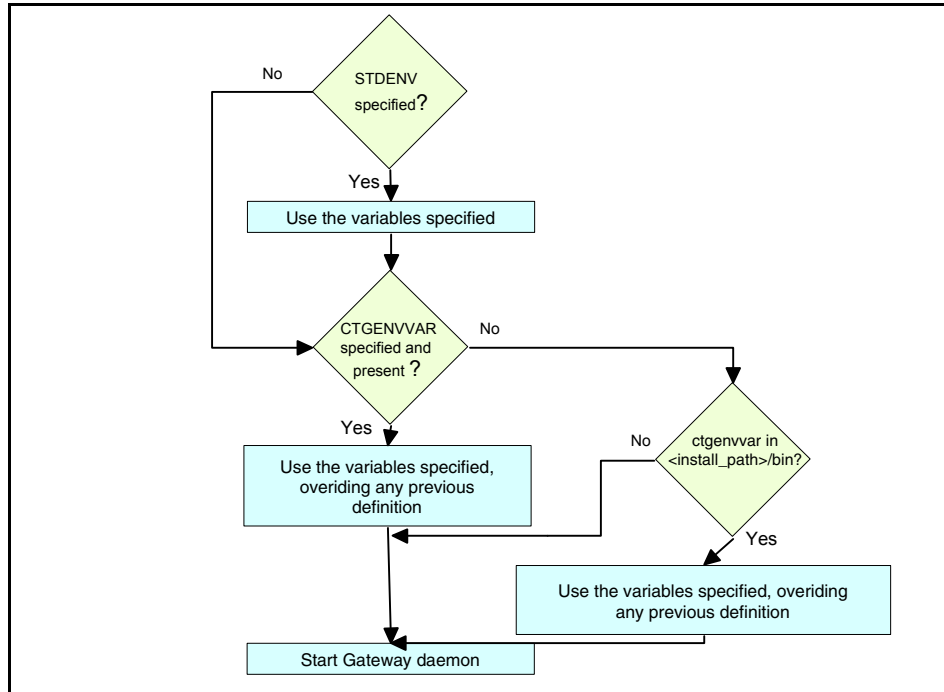 No
STDENV
specified?
Yes
Use the variables specified
CTGENVVAR
specified and
present ?
No
Yes
Use the variables specified,
overiding any previous
definition
No
ctgenvvar in
<install_path>/bin?
Yes
Use the variables specified, overiding
any previous definition
Start Gateway daemon